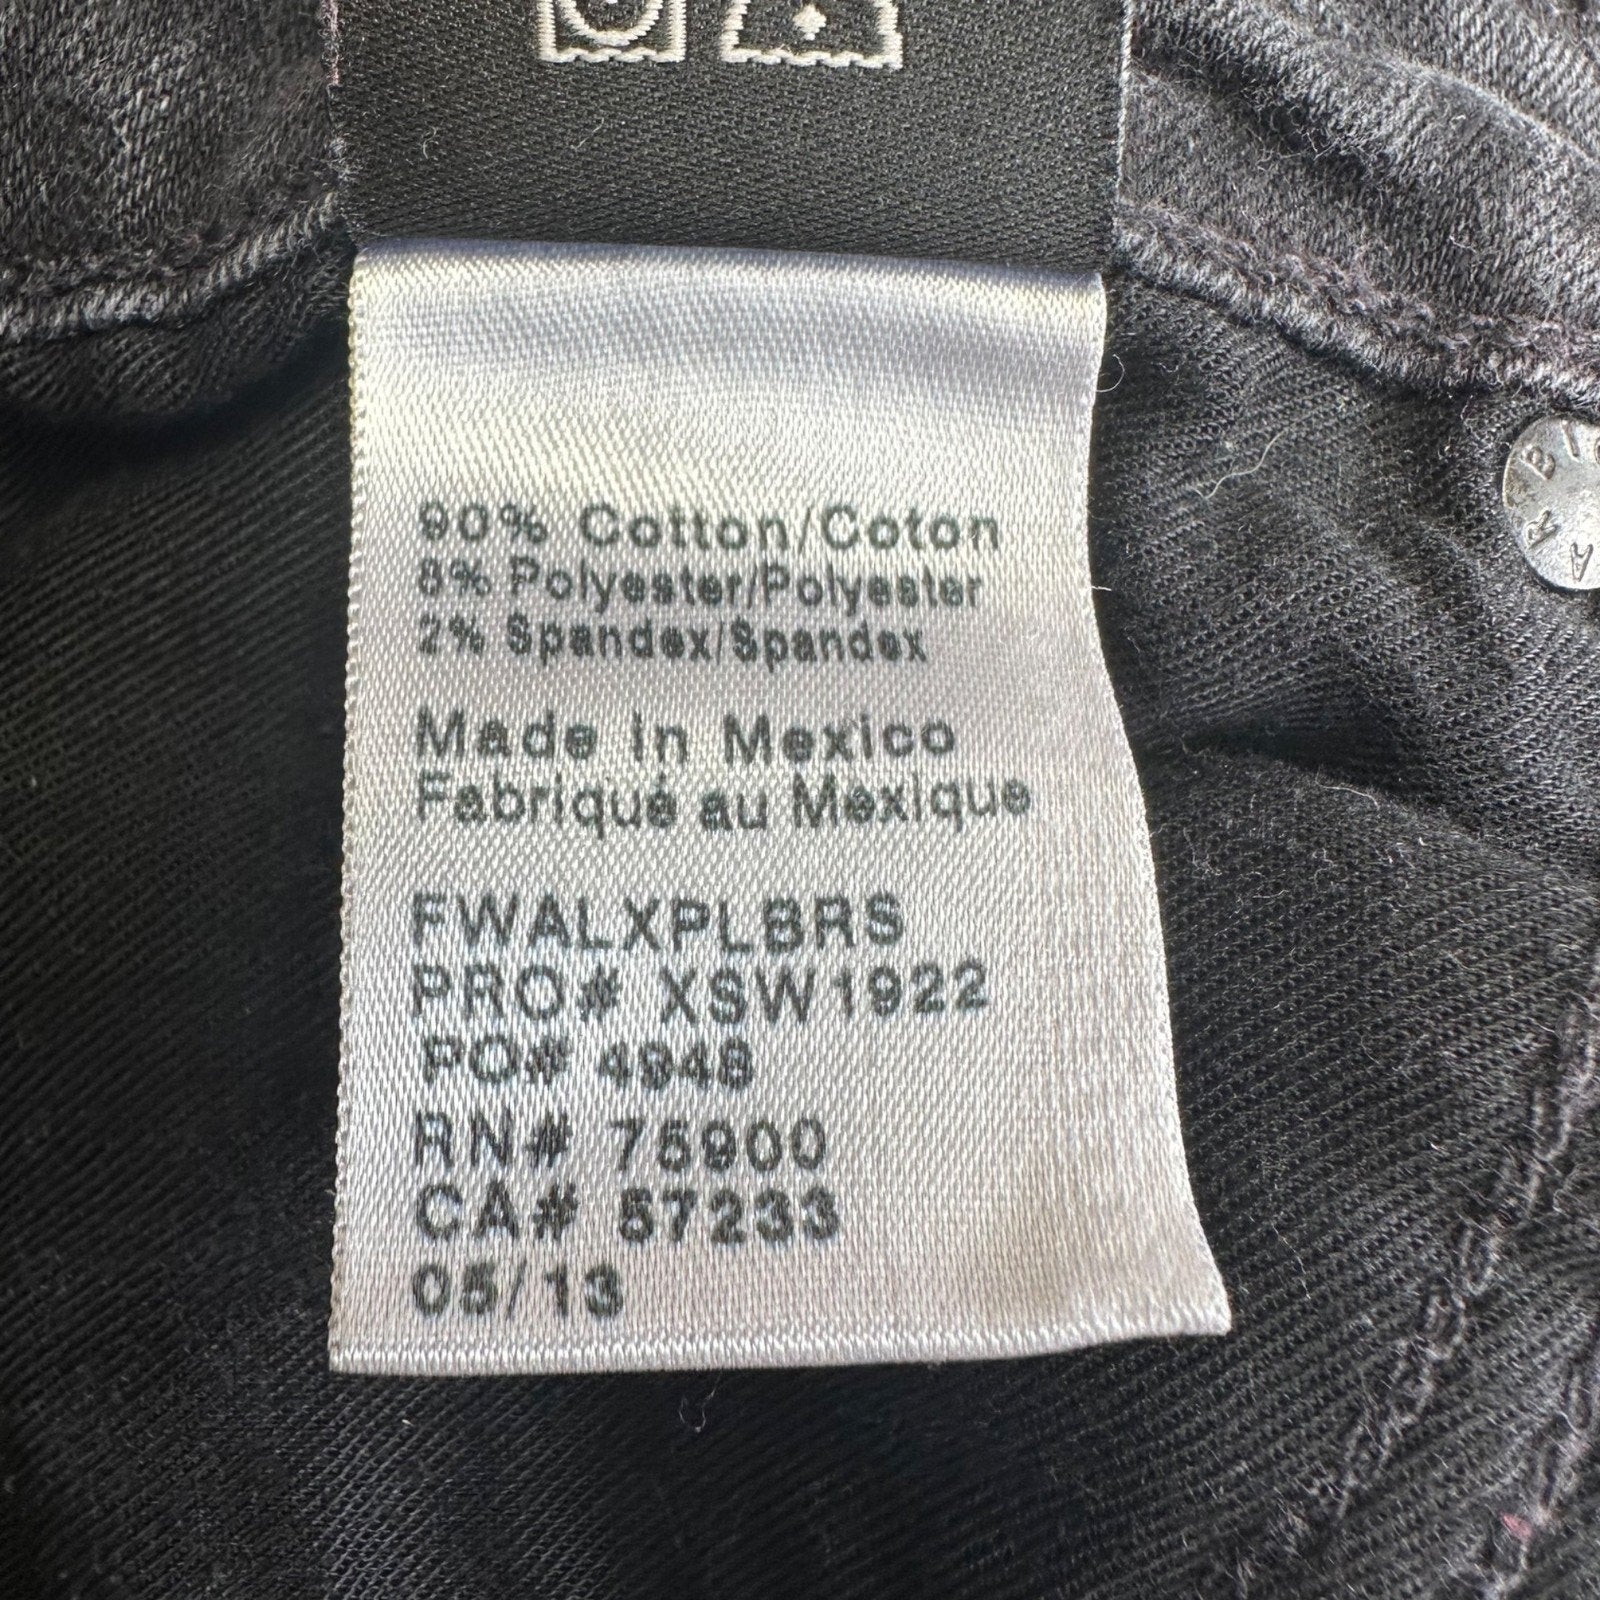 90% Cotton/Coton
8% Polyester/Polyester
2% Spandex/Spandex
Made In Mexico
Fabriqué au Mexique
FWALXPLBRS
PRO# XSW1922
PO# 4948
RN# 75900
CA# 57233
05/13